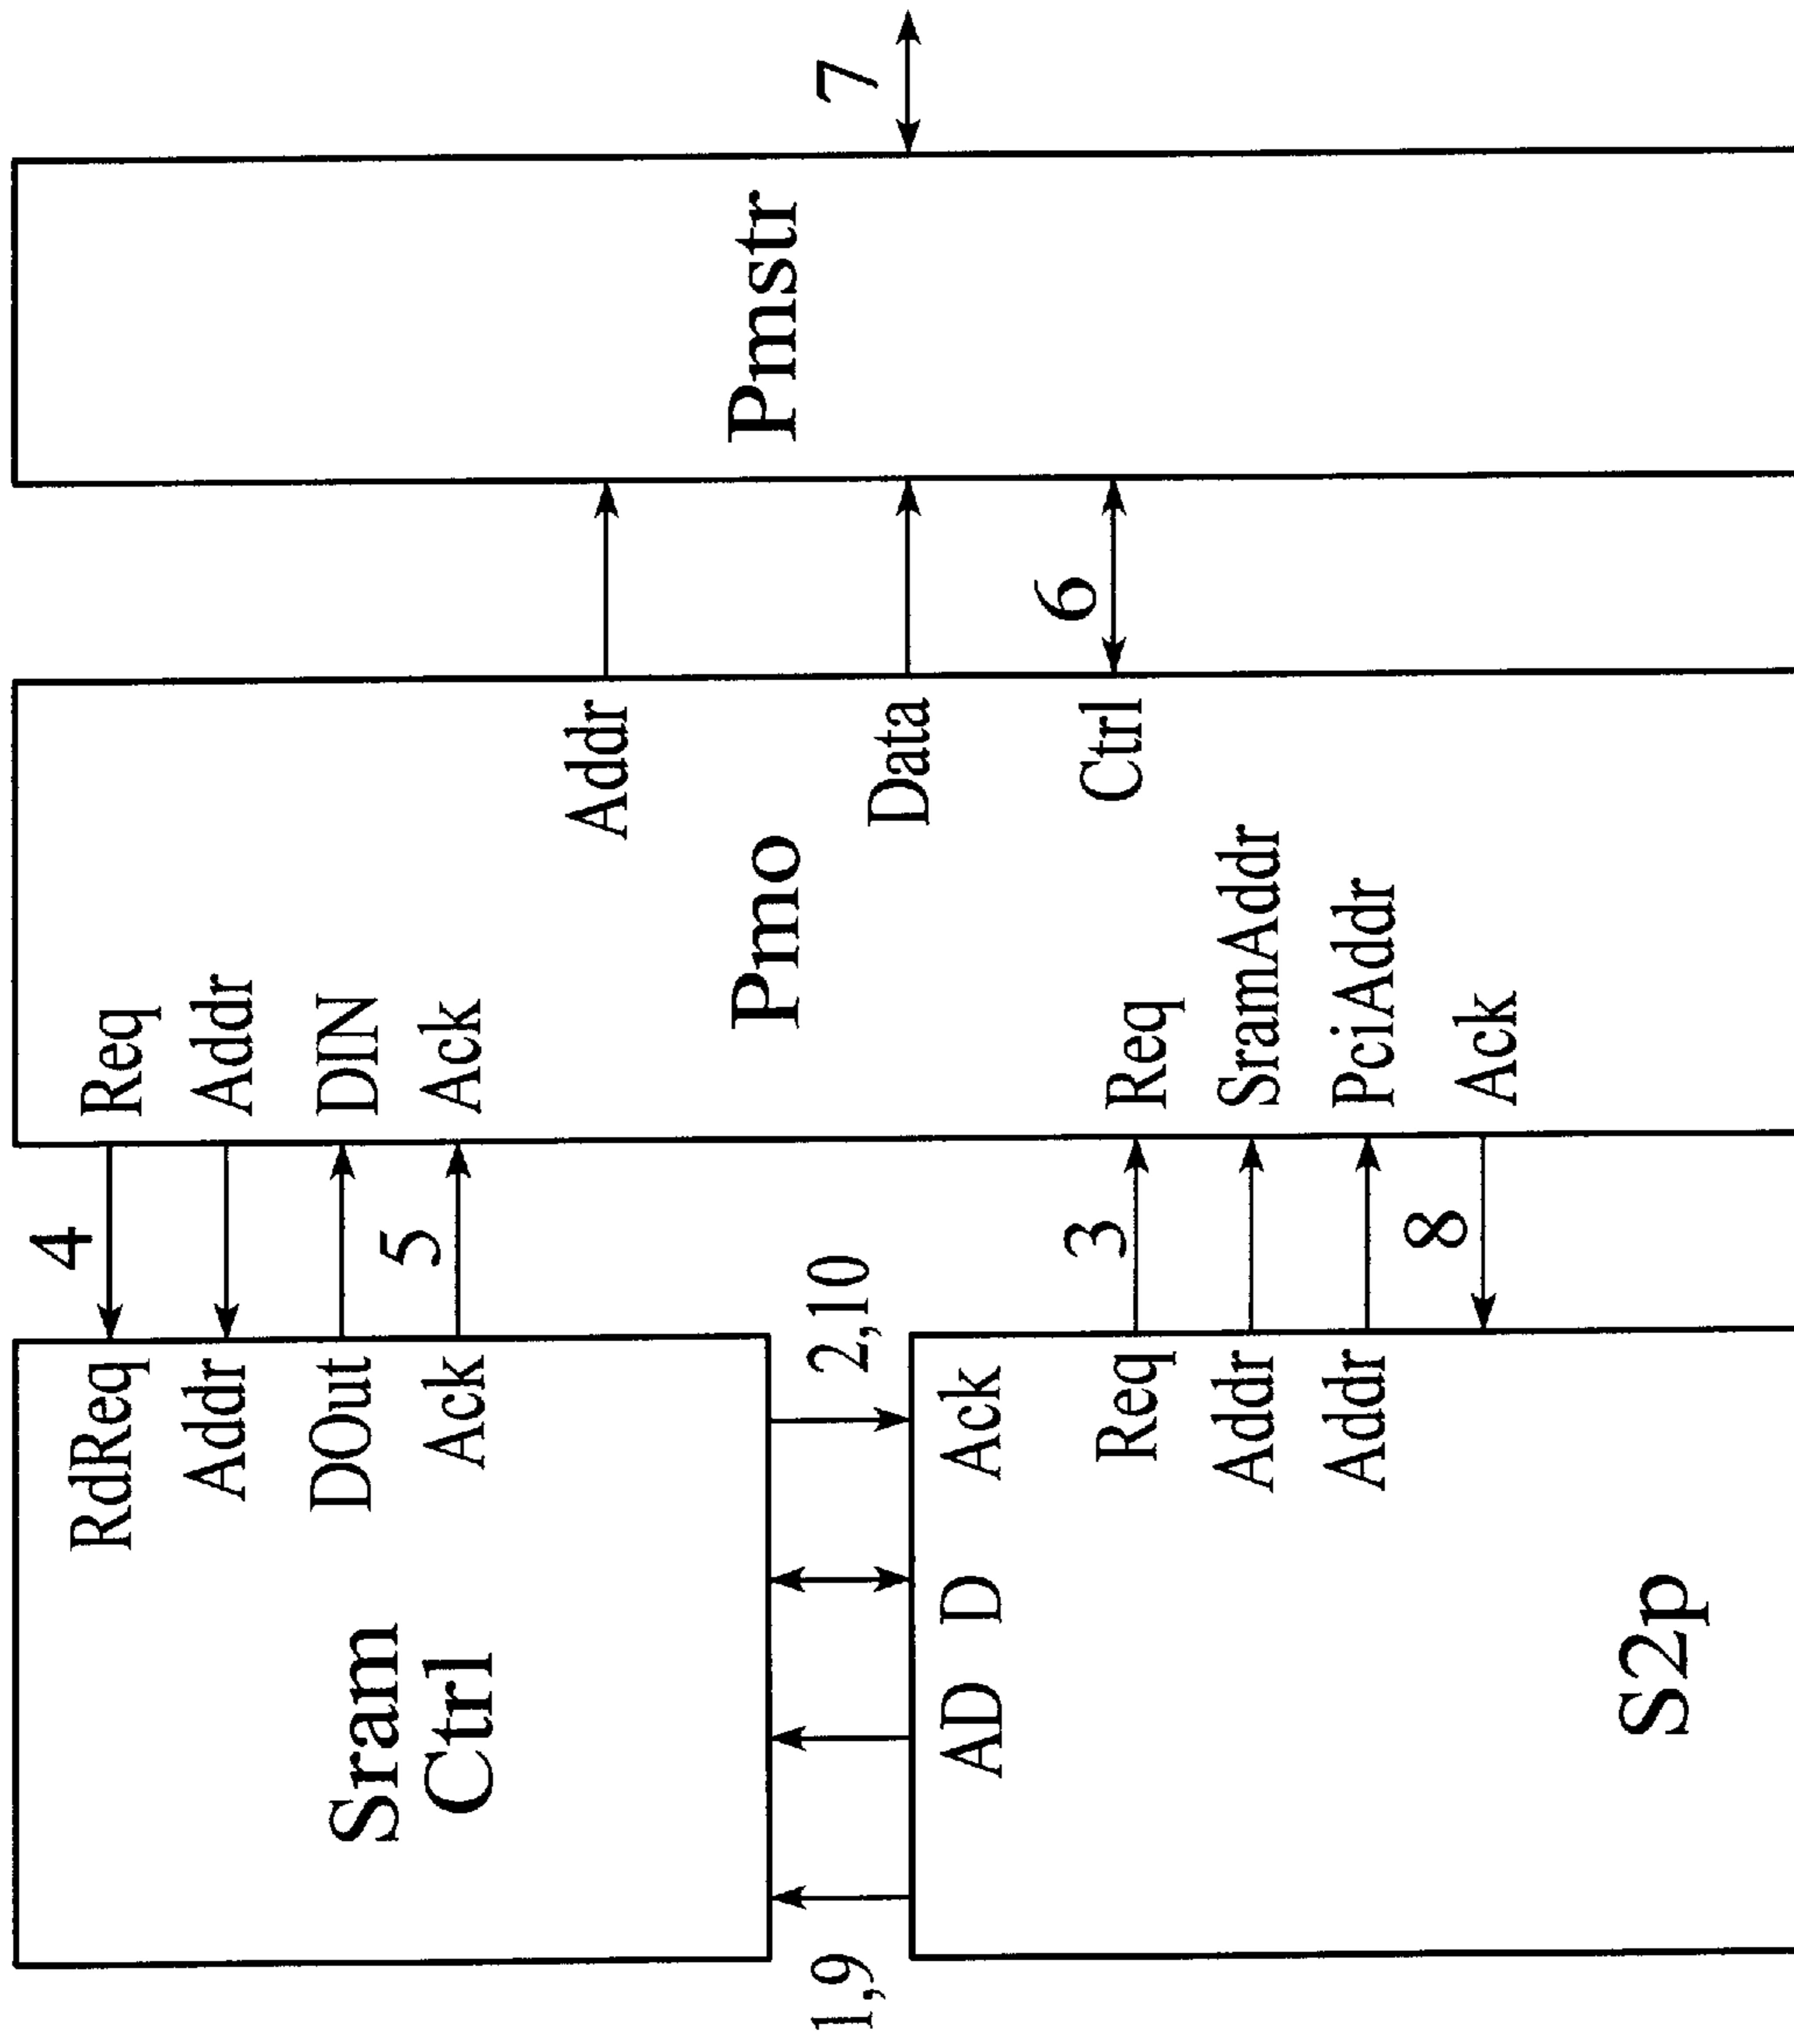 4
RdReq
Req
Addr
Addr
Sram
DOut
DIN
5
Ctrl
Ack
Ack
Addr
Pmo
Pmstr
1,9
2,10
7
AD D Ack
Data
6
3
Req
Req
Ctrl
Addr
SramAddr
Addr
PciAddr
8
Ack
S2p